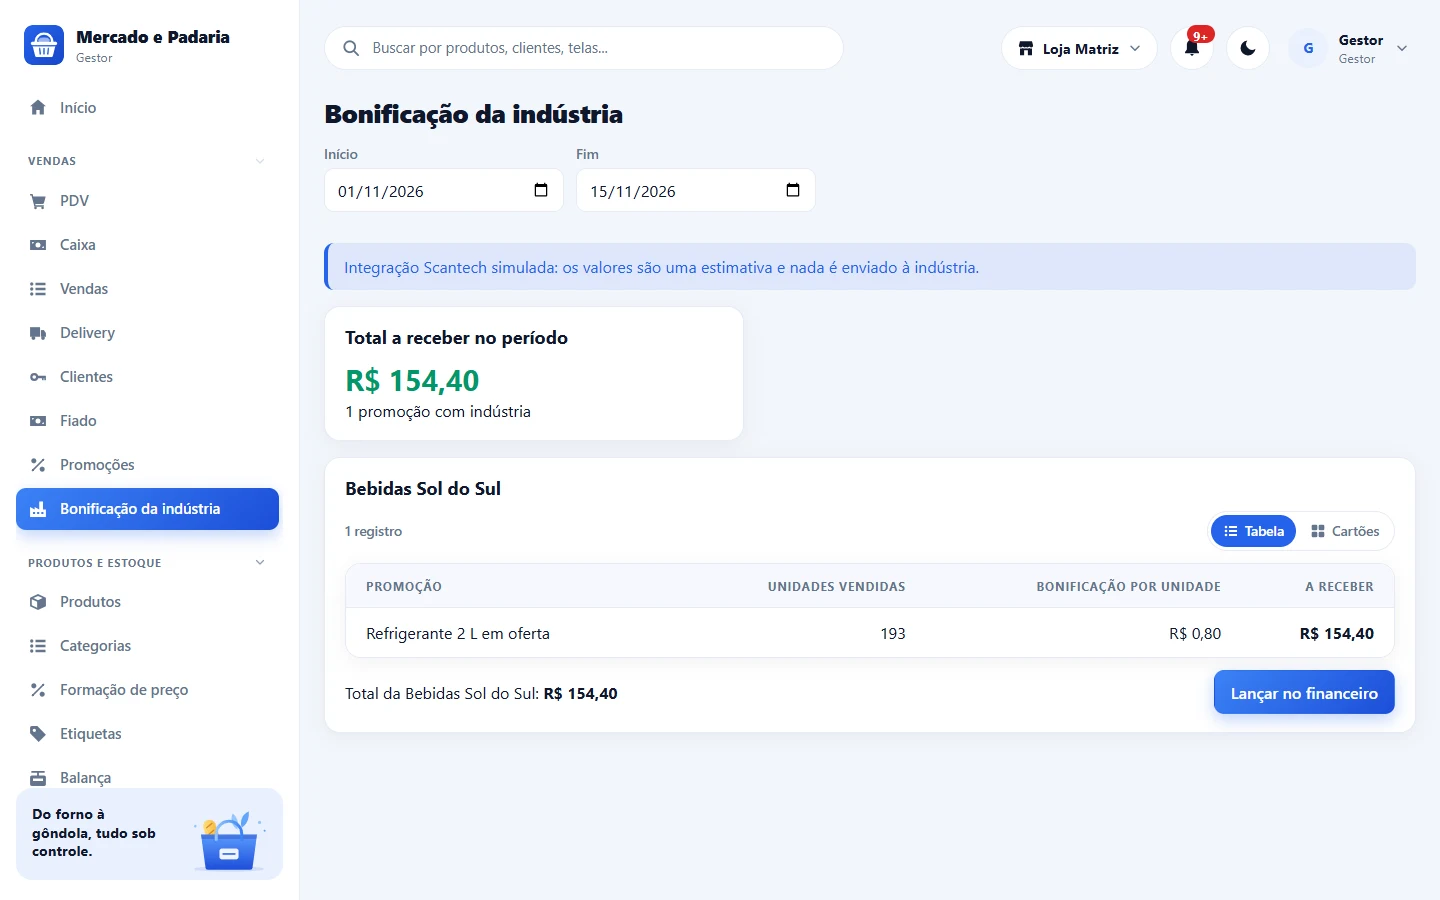 Mercado e Padaria
Gestor
Início
VENDAS
PDV
Caixa
Vendas
Delivery
Clientes
Fiado
Promoções
Bonificação da indústria
PRODUTOS E ESTOQUE
Produtos
Categorias
Formação de preço
Etiquetas
Balança
Do forno à
gôndola, tudo sob
controle.
Buscar por produtos, clientes, telas...
Loja Matriz
9+
G
Gestor
Gestor
Bonificação da indústria
Início
Fim
01/11/2026
15/11/2026
Integração Scantech simulada: os valores são uma estimativa e nada é enviado à indústria.
Total a receber no período
R$ 154,40
1 promoção com indústria
Bebidas Sol do Sul
1 registro
Tabela
Cartões
PROMOÇÃO UNIDADES VENDIDAS BONIFICAÇÃO POR UNIDADE A RECEBER
Refrigerante 2 L em oferta 193 R$ 0,80 R$ 154,40
Total da Bebidas Sol do Sul: R$ 154,40
Lançar no financeiro